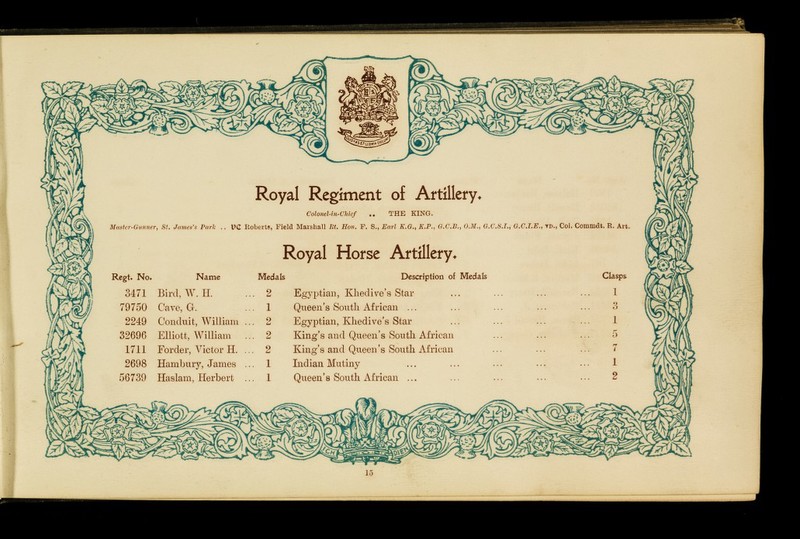 Royal Regiment of Artillery.
Colonel-in-Chief .. THE KING.
Master-Gunner, St. James's Park .. VC Roberts, Field Marshall Rt. Hon. F. S., Earl K.G., K.P., G.C.B., O.M., G.C.S.I., G.C.I.E., VD., Col. Commdt. R. Art.
Royal Horse Artillery.
Regt. No. Name Medals Description of Medals Clasps
3471 Bird, W. H. ... 2 Egyptian, Khedive's Star ... ... ... ... 1
79750 Cave, G. ... 1 Queen's South African ... ... ... ... ... 3
2249 Conduit, William ... 2 Egyptian, Khedive's Star ... ... ... ... 1
32696 Elliott, William ... 2 King's and Queen's South African ... ... ... 5
1711 Forder, Victor H. ... 2 King's and Queen's South African ... ... ... 7
2698 Hambury, James ... 1 Indian Mutiny ... ... ... ... ... 1
56739 Haslam, Herbert ... 1 Queen's South African ... ... ... ... ... 2
15